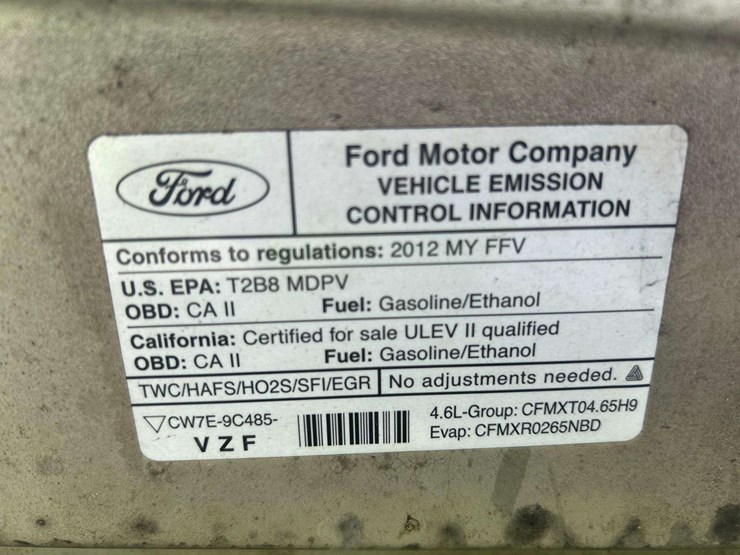 Ford
Ford Motor Company
VEHICLE EMISSION
CONTROL INFORMATION
Conforms to regulations: 2012 MY FFV
U.S. EPA: T2B8 MDPV
OBD: CA II Fuel: Gasoline/Ethanol
California: Certified for sale ULEV II qualified
OBD: CA II Fuel: Gasoline/Ethanol
TWC/HAFS/HO2S/SFI/EGR No adjustments needed.
CW7E-9C485-
VZF
4.6L-Group: CFMXT04.65H9
Evap: CFMXR0265NBD